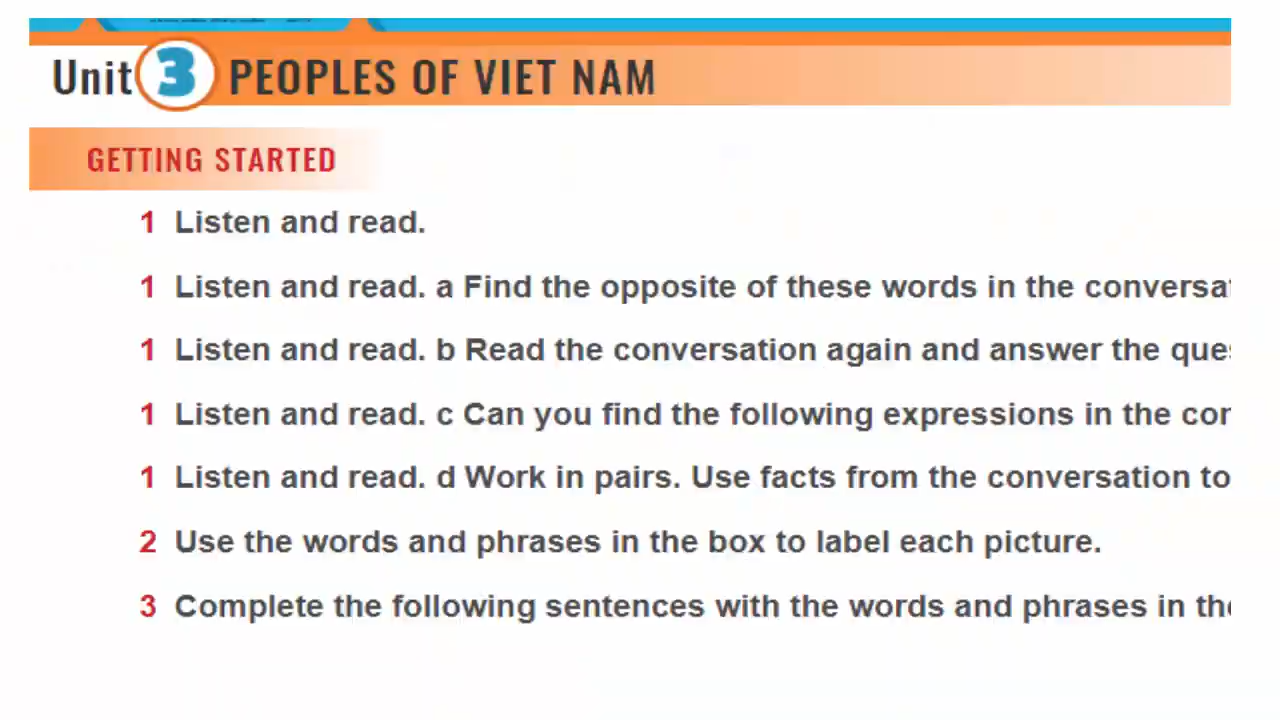 Unit 3 PEOPLES OF VIET NAM
GETTING STARTED
1 Listen and read.
1 Listen and read. a Find the opposite of these words in the
1 Listen and read. b Read the conversation again and answer the
1 Listen and read. c Can you find the following expressions in the
1 Listen and read. d Work in pairs. Use facts from the conversation to
2 Use the words and phrases in the box to label each picture.
3 Complete the following sentences with the words and phrases in